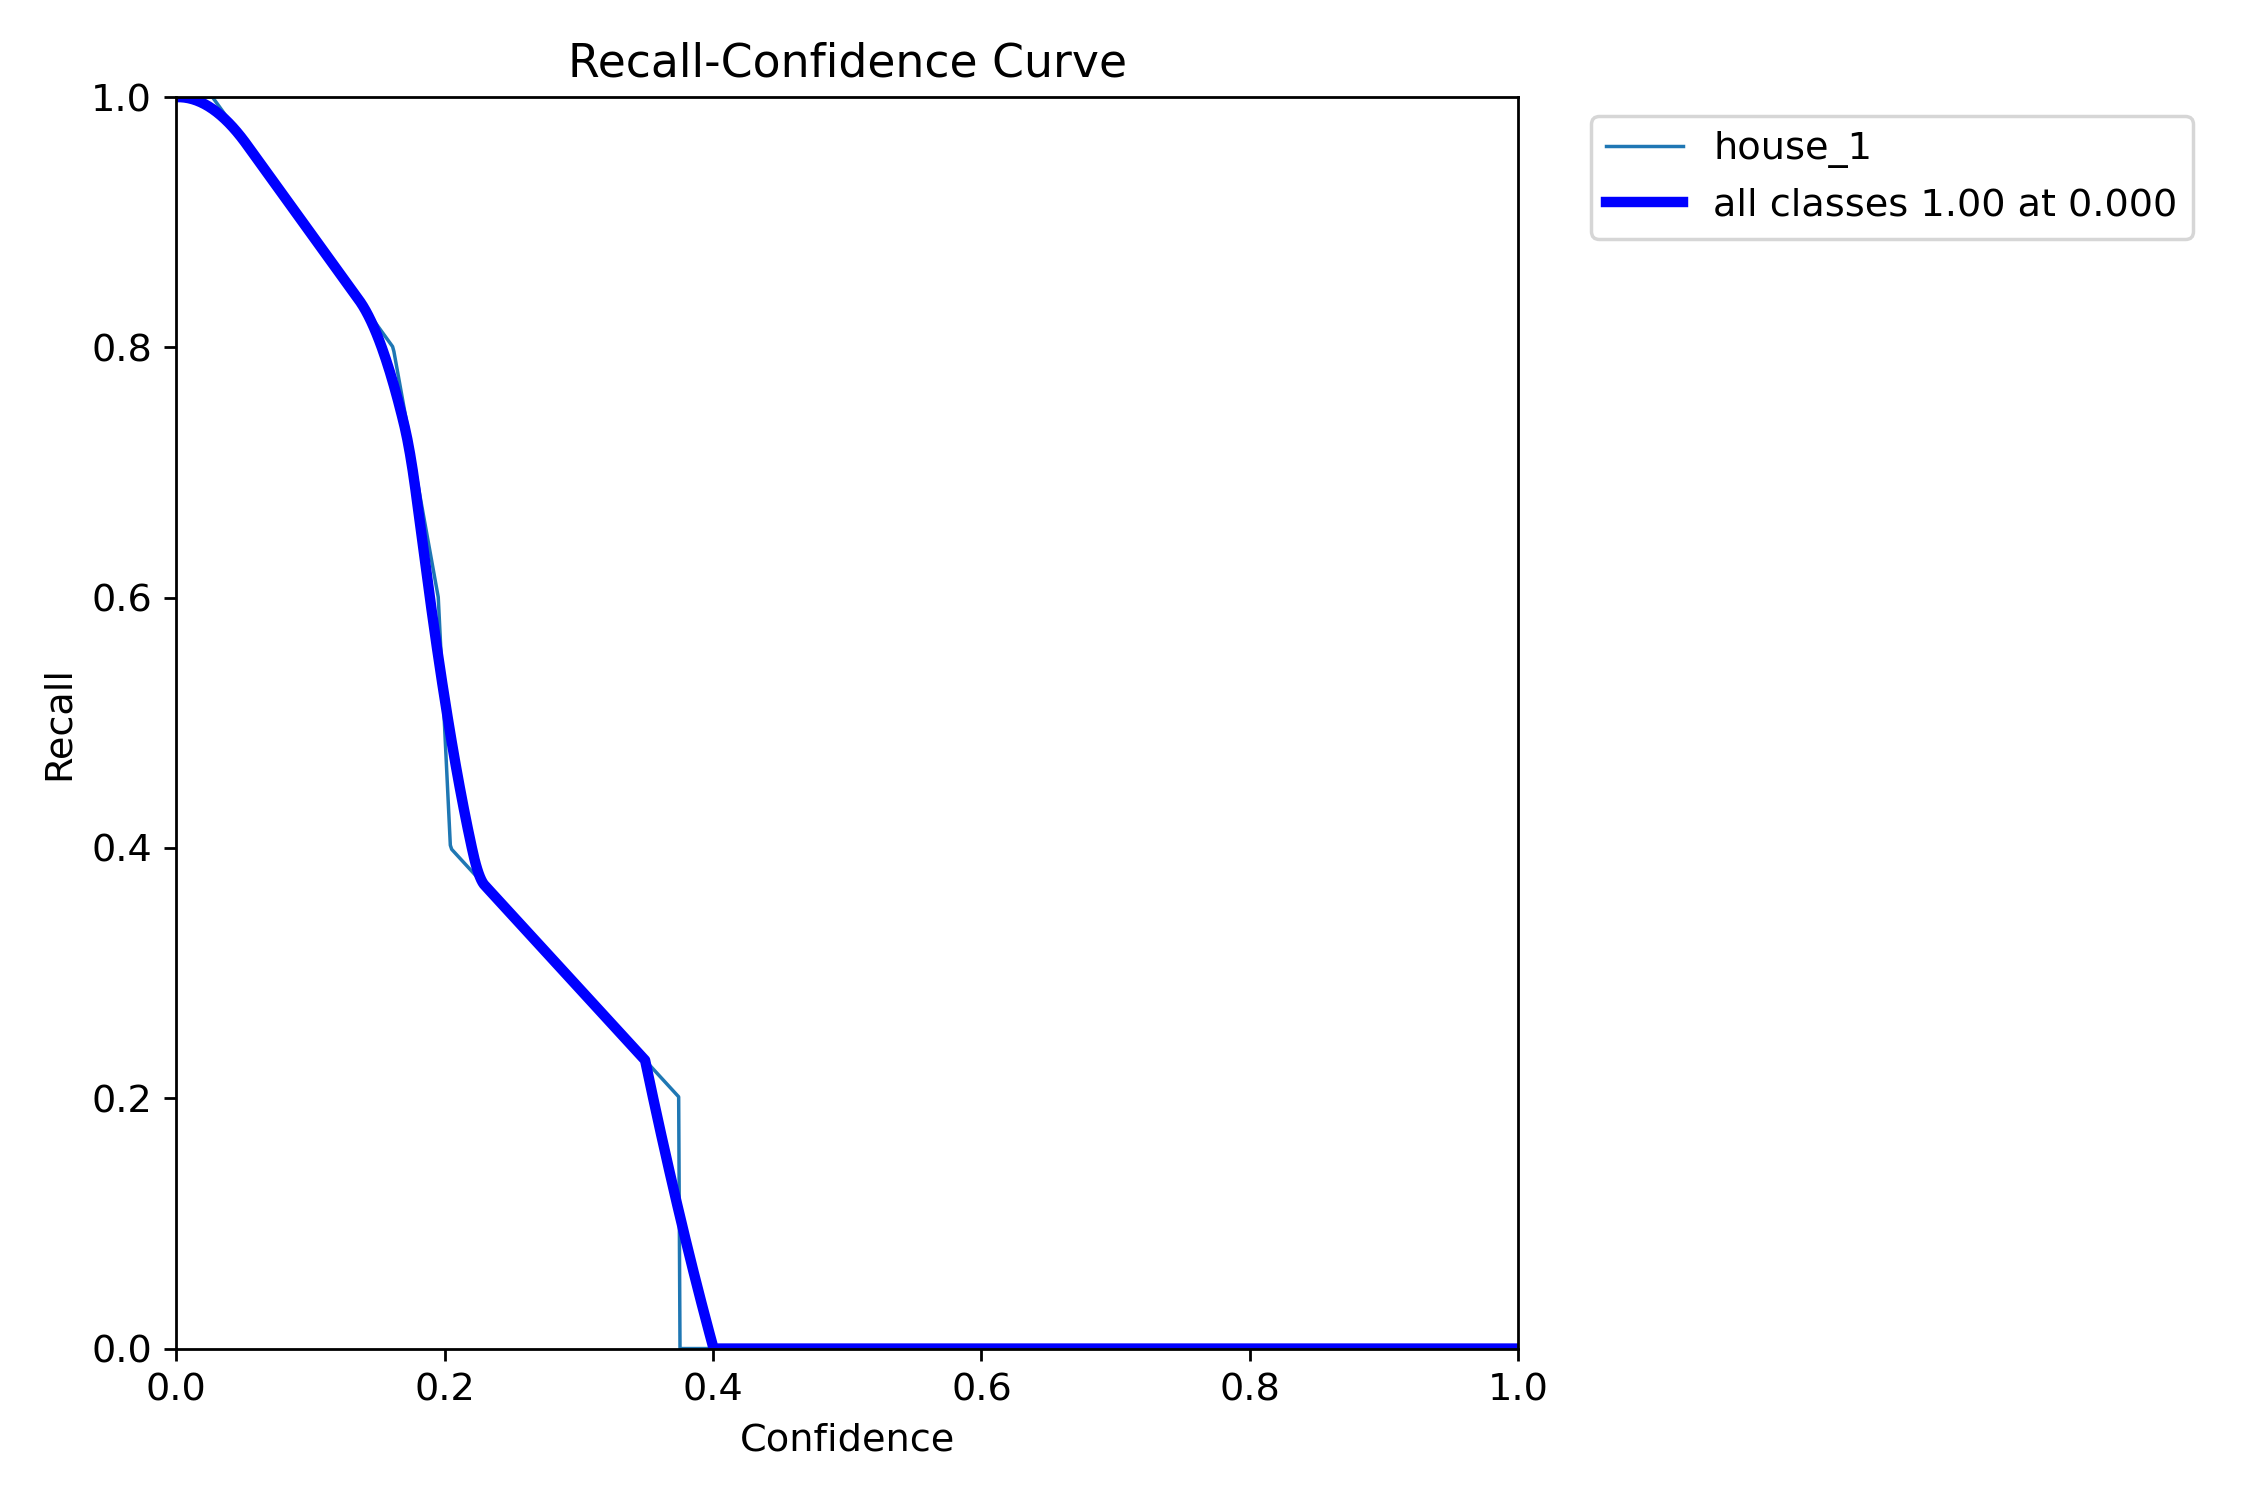 Recall-Confidence Curve
1.0
0.8
0.6
0.4
0.2
0.0
Recall
0.0 0.2 0.4 0.6 0.8 1.0
Confidence
house_1
all classes 1.00 at 0.000